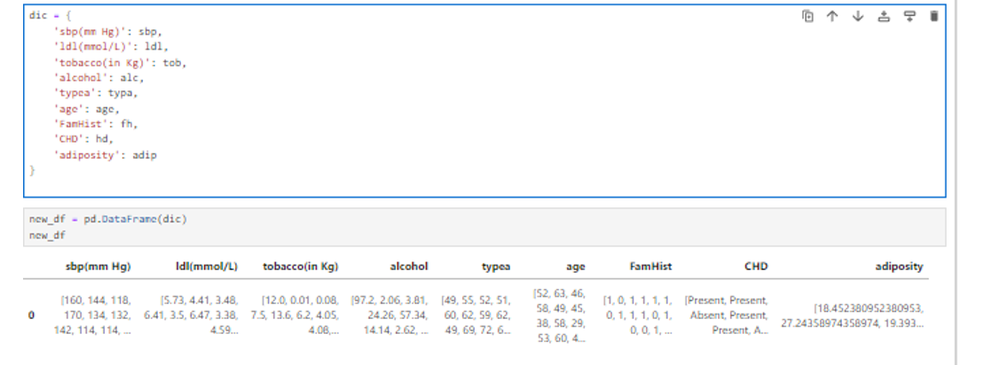 dic = {
'sbp(mm Hg)': sbp,
'ldl(mmol/L)': ldl,
'tobacco(in Kg)': tob,
'alcohol': alc,
'typea': typa,
'age': age,
'FamHist': fh,
'CHD': hd,
'adiposity': adip
}
new_df = pd.DataFrame(dic)
new_df
sbp(mm Hg) ldl(mmol/L) tobacco(in Kg) alcohol typea age FamHist CHD adiposity
0
[160, 144, 118,
170, 134, 132,
142, 114, 114, ...
[5.73, 4.41, 3.48,
6.41, 3.5, 6.47, 3.38,
4.59...
[12.0, 0.01, 0.08,
7.5, 13.6, 6.2, 4.05,
4.08,...
[97.2, 2.06, 3.81,
24.26, 57.34,
14.14, 2.62, ...
[49, 55, 52, 51,
60, 62, 59, 62,
49, 69, 72, 6...
[52, 63, 46,
58, 49, 45,
38, 58, 29,
53, 60, 4...
[1, 0, 1, 1, 1, 1,
0, 1, 1, 1, 0, 1,
0, 0, 1, ...
[Present, Present,
Absent, Present,
Present, A...
[18.452380952380953,
27.24358974358974, 19.393...